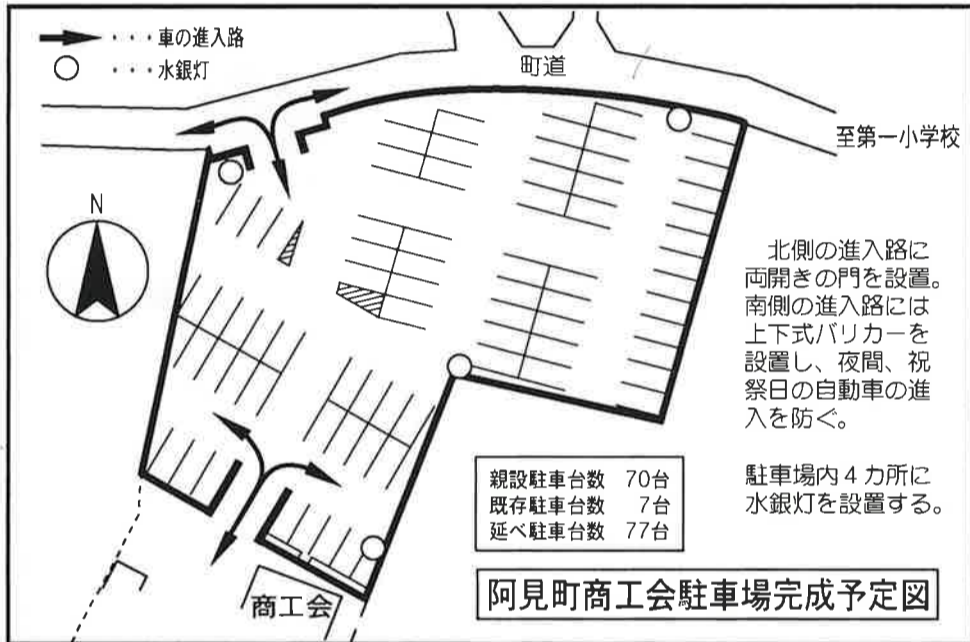 ・・・車の進入路
・・・水銀灯
町道
至第一小学校
N
北側の進入路に
両開きの門を設置。
南側の進入路には
上下式バリカーを
設置し、夜間、祝
祭日の自動車の進
入を防ぐ。
駐車場内4カ所に
水銀灯を設置する。
親設駐車台数 70台
既存駐車台数 7台
延べ駐車台数 77台
商工会
阿見町商工会駐車場完成予定図